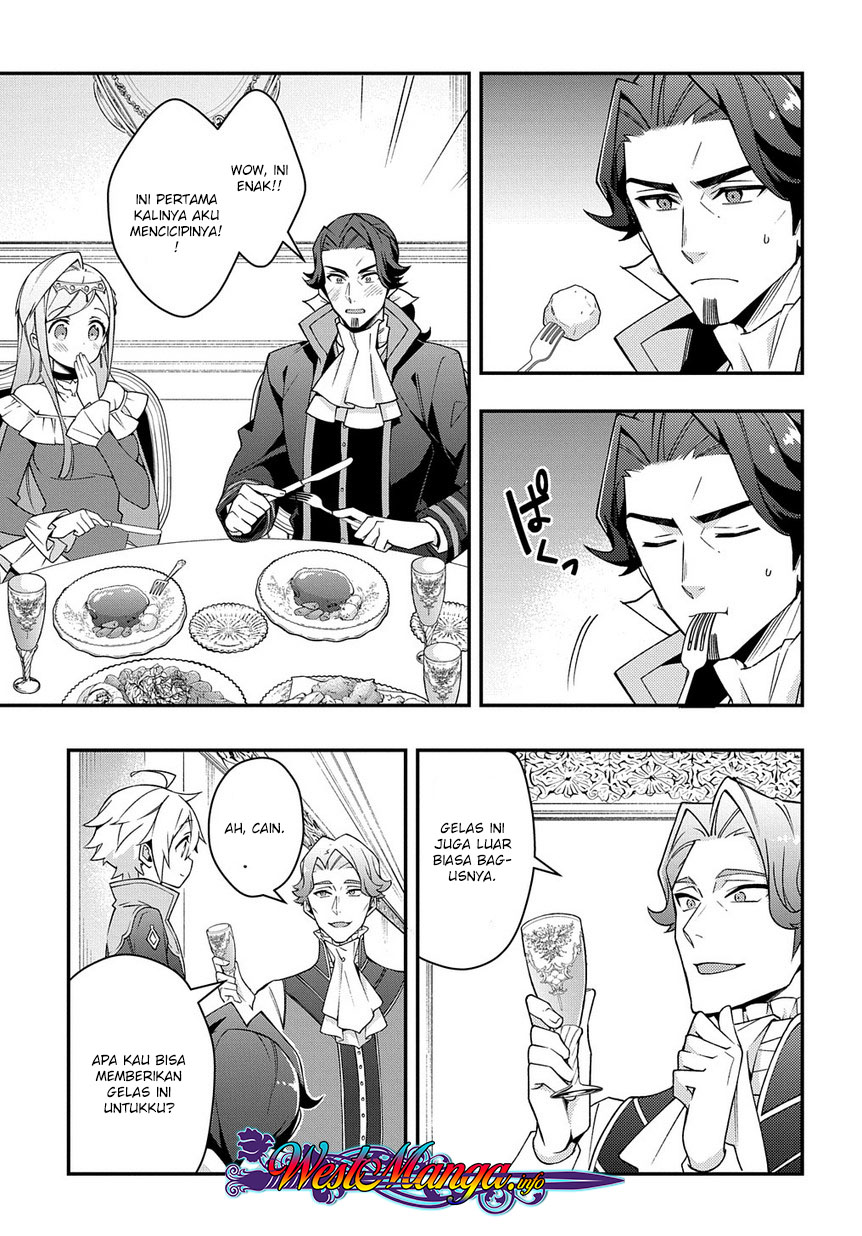 ぱくっ
WOW, INI
ENAK!!
INI PERTAMA
KALINYA AKU
MENCICIPINYA!
!
GELAS INI
JUGA LUAR
BIASA BAG-
USNYA.
AH, CAIN.
APA KAU BISA
MEMBERIKAN
GELAS INI
UNTUKKU?
WestManga.info